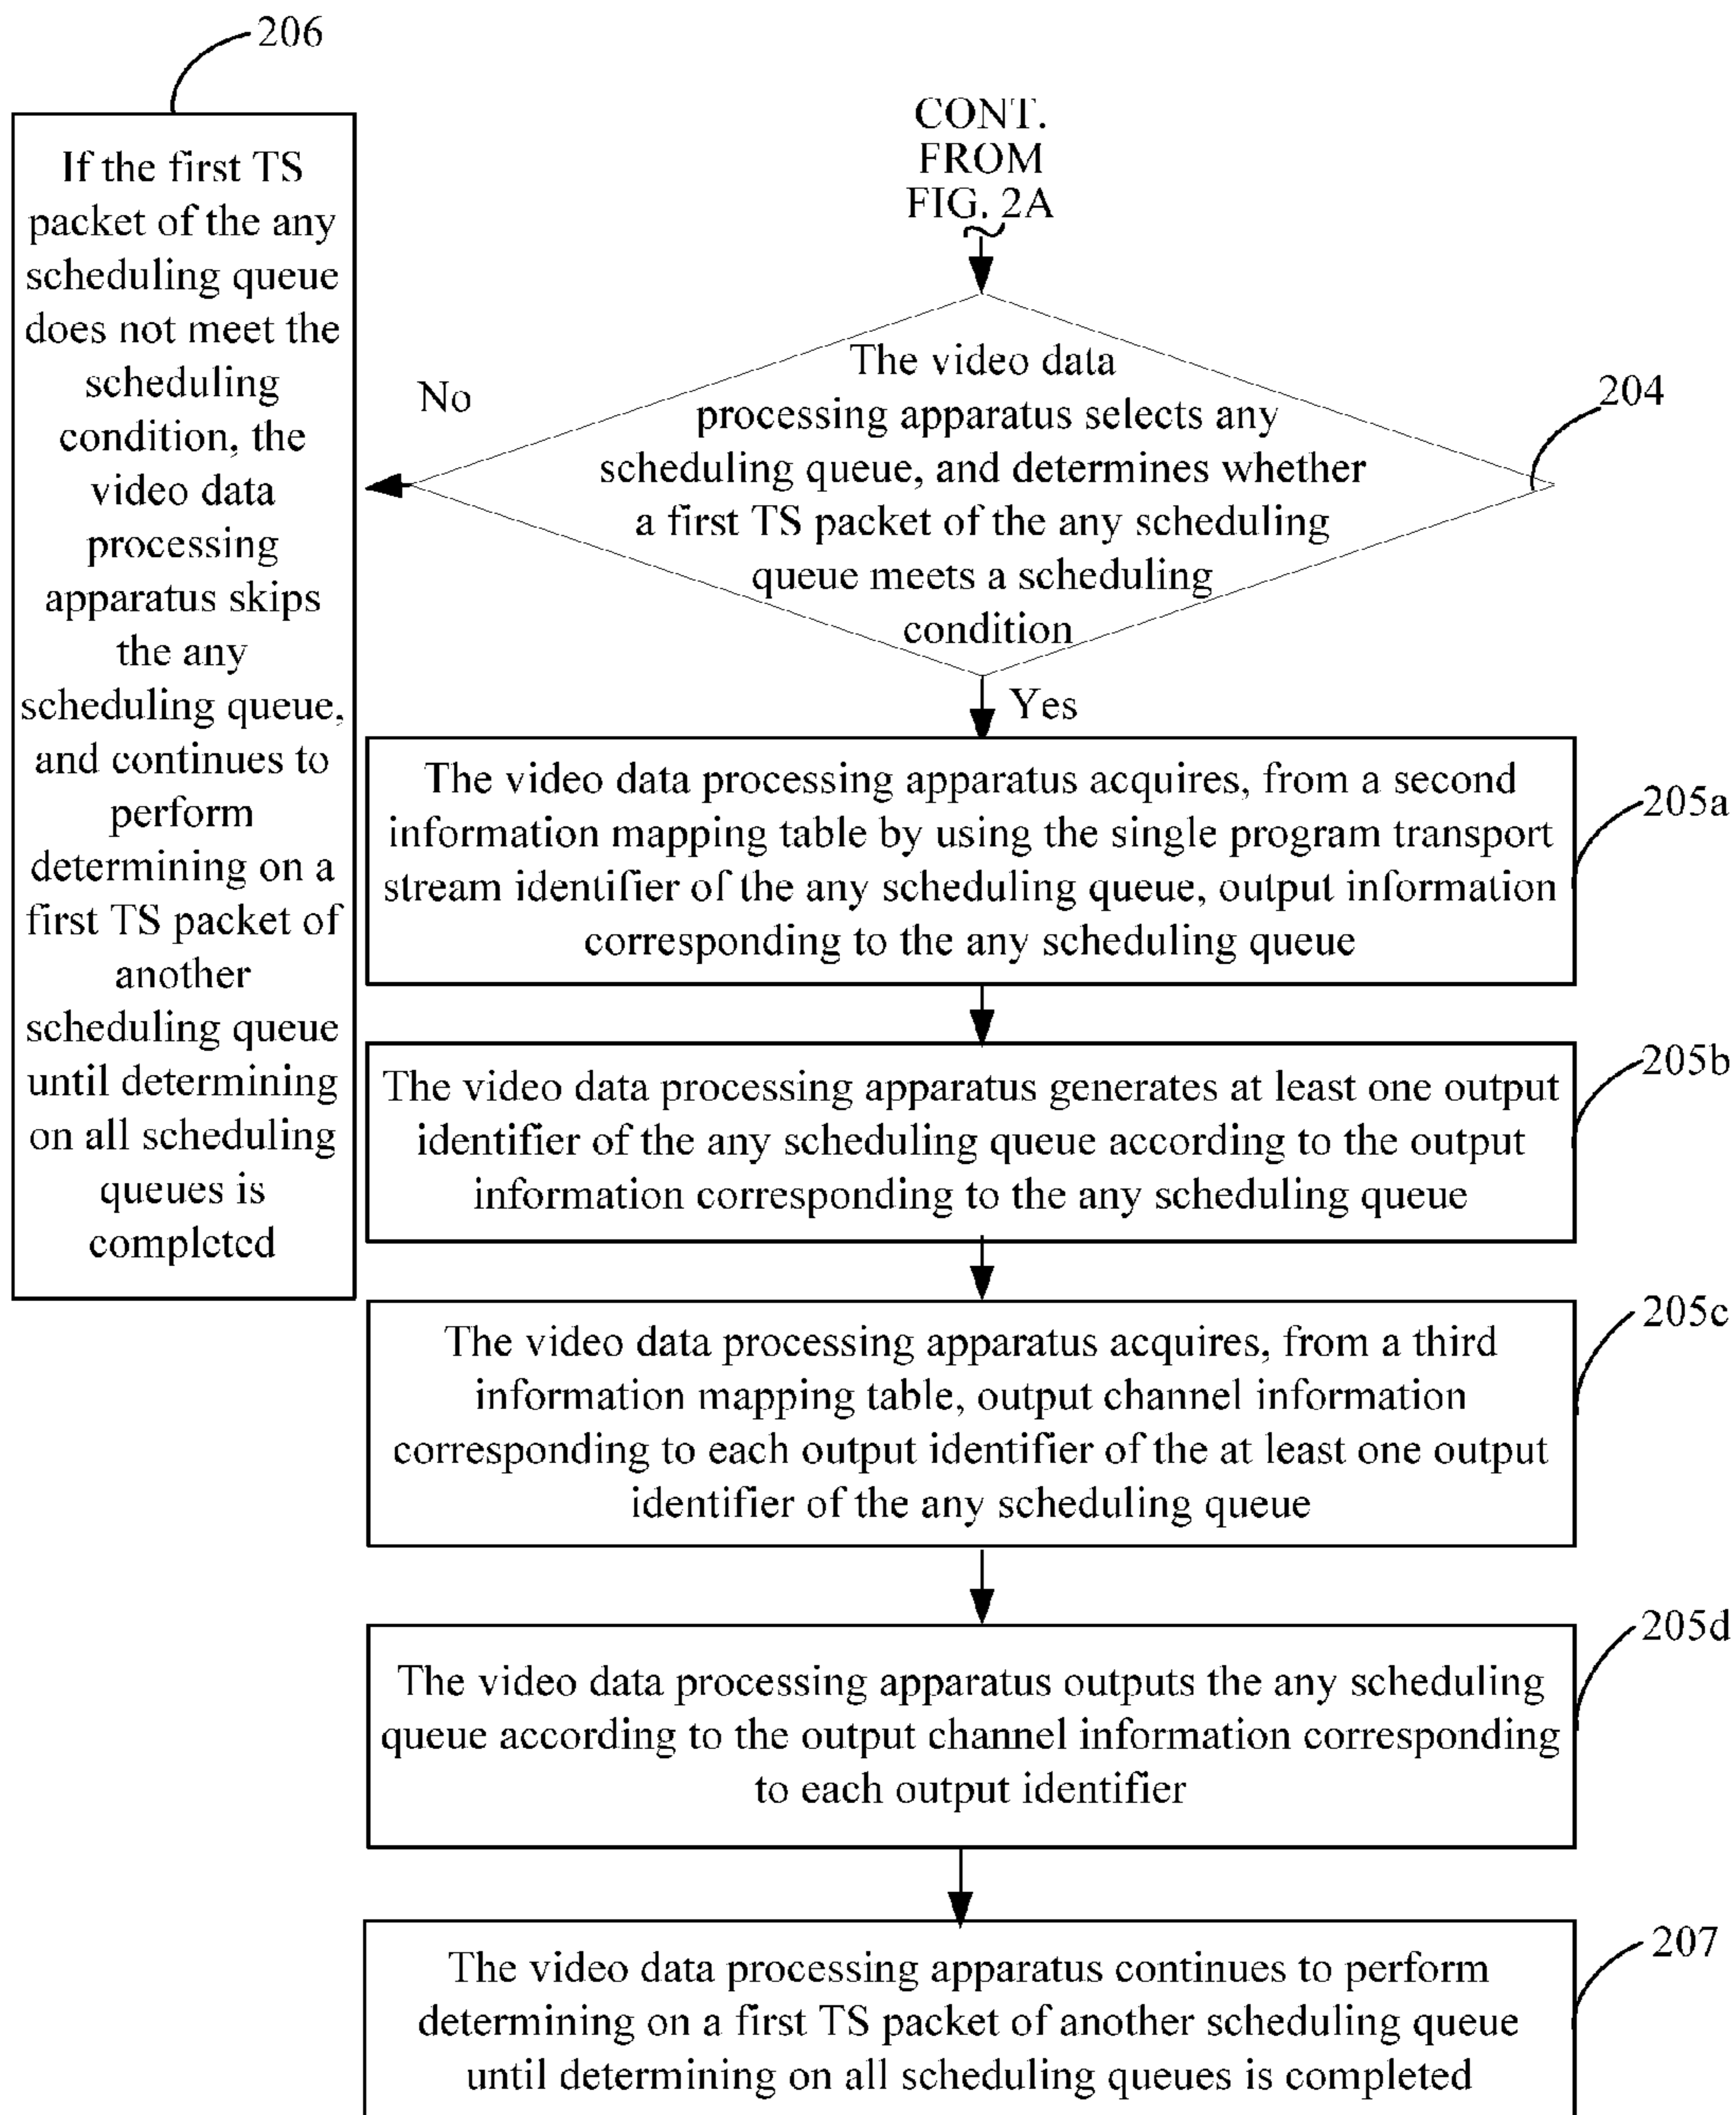 206
If the first TS
packet of the any
scheduling queue
does not meet the
scheduling
condition, the
video data
processing
apparatus skips
the any
scheduling queue,
and continues to
perform
determining on a
first TS packet of
another
scheduling queue
until determining
on all scheduling
queues is
completed
CONT.
FROM
FIG. 2A
No
The video data
processing apparatus selects any
scheduling queue, and determines whether
a first TS packet of the any scheduling
queue meets a scheduling
condition
204
Yes
The video data processing apparatus acquires, from a second
information mapping table by using the single program transport
stream identifier of the any scheduling queue, output information
corresponding to the any scheduling queue
205a
The video data processing apparatus generates at least one output
identifier of the any scheduling queue according to the output
information corresponding to the any scheduling queue
205b
The video data processing apparatus acquires, from a third
information mapping table, output channel information
corresponding to each output identifier of the at least one output
identifier of the any scheduling queue
205c
The video data processing apparatus outputs the any scheduling
queue according to the output channel information corresponding
to each output identifier
205d
The video data processing apparatus continues to perform
determining on a first TS packet of another scheduling queue
until determining on all scheduling queues is completed
207